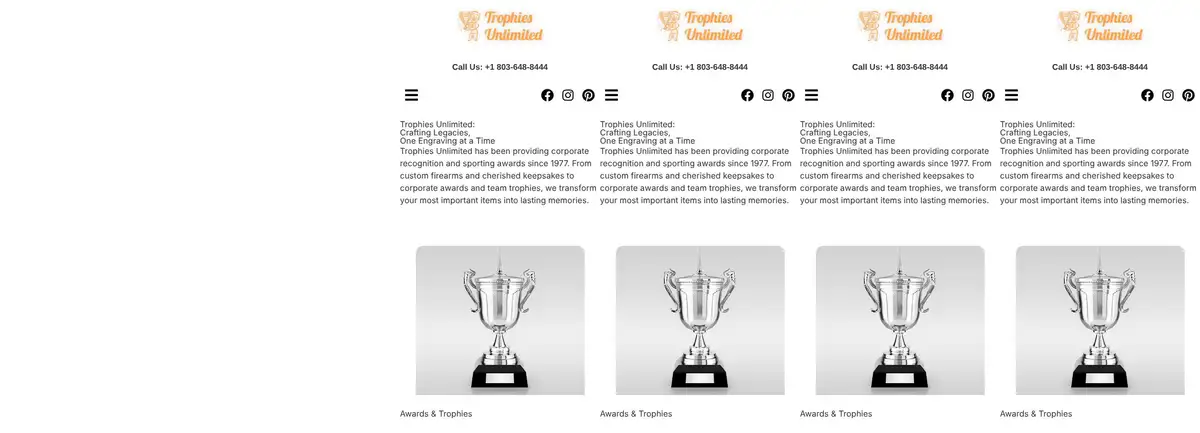 Trophies
Unlimited
Call Us: +1 803-648-8444
Trophies Unlimited:
Crafting Legacies,
One Engraving at a Time
Trophies Unlimited has been providing corporate
recognition and sporting awards since 1977. From
custom firearms and cherished keepsakes to
corporate awards and team trophies, we transform
your most important items into lasting memories.
Awards & Trophies
Trophies
Unlimited
Call Us: +1 803-648-8444
Trophies Unlimited:
Crafting Legacies,
One Engraving at a Time
Trophies Unlimited has been providing corporate
recognition and sporting awards since 1977. From
custom firearms and cherished keepsakes to
corporate awards and team trophies, we transform
your most important items into lasting memories.
Awards & Trophies
Trophies
Unlimited
Call Us: +1 803-648-8444
Trophies Unlimited:
Crafting Legacies,
One Engraving at a Time
Trophies Unlimited has been providing corporate
recognition and sporting awards since 1977. From
custom firearms and cherished keepsakes to
corporate awards and team trophies, we transform
your most important items into lasting memories.
Awards & Trophies
Trophies
Unlimited
Call Us: +1 803-648-8444
Trophies Unlimited:
Crafting Legacies,
One Engraving at a Time
Trophies Unlimited has been providing corporate
recognition and sporting awards since 1977. From
custom firearms and cherished keepsakes to
corporate awards and team trophies, we transform
your most important items into lasting memories.
Awards & Trophies